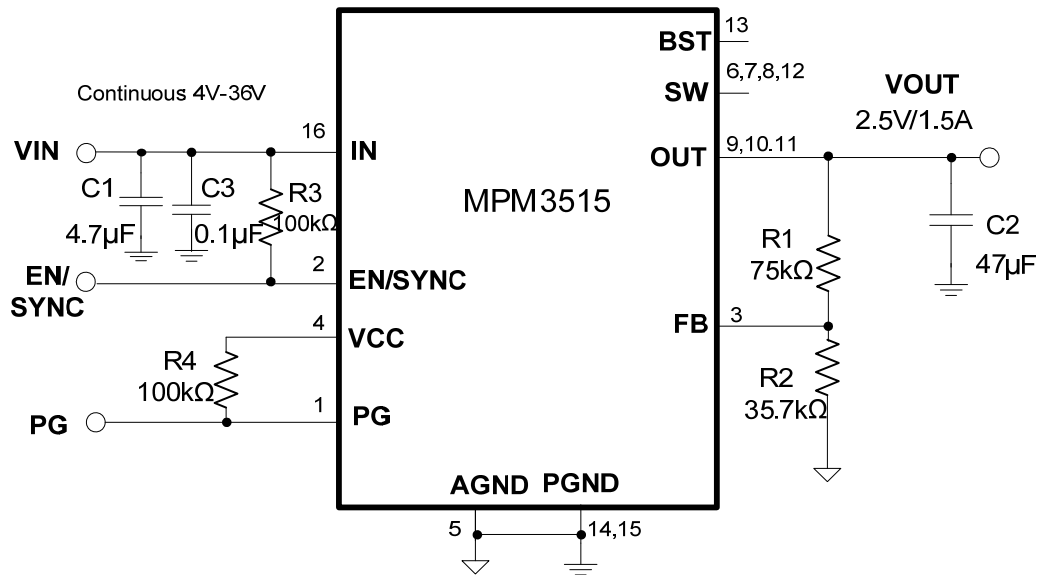 13
BST
6,7,8,12
SW
VOUT
2.5V/1.5A
Continuous 4V-36V
16
VIN
IN
9,10.11
OUT
MPM3515
C1
C3
R3
100kΩ
4.7µF
0.1µF
R1
75kΩ
C2
47µF
2
EN/
SYNC
EN/SYNC
3
FB
4
VCC
R4
100kΩ
R2
35.7kΩ
1
PG
PG
AGND
PGND
5
14,15